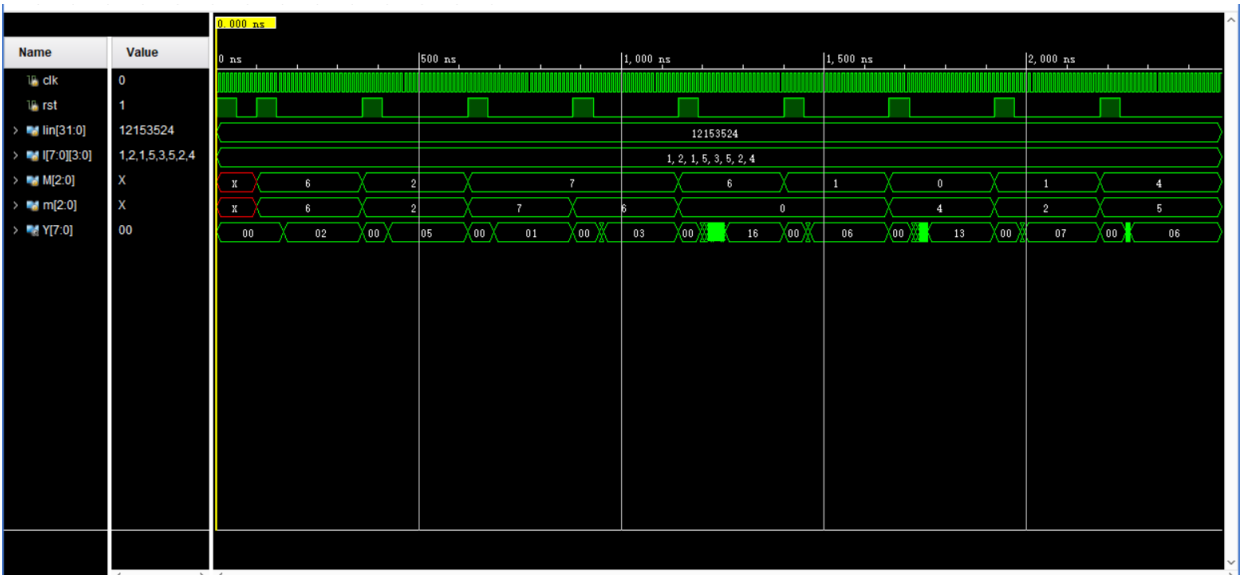 0.000 ns
Name Value
0 ns 500 ns 1,000 ns 1,500 ns 2,000 ns
clk 0
rst 1
Iin[31:0] 12153524 12153524
I[7:0][3:0] 1,2,1,5,3,5,2,4 1, 2, 1, 5, 3, 5, 2, 4
M[2:0] X X 6 2 7 6 1 0 1 4
m[2:0] X X 6 2 7 6 0 4 2 5
Y[7:0] 00 00 02 00 05 00 01 00 03 00 16 00 06 00 13 00 07 00 06